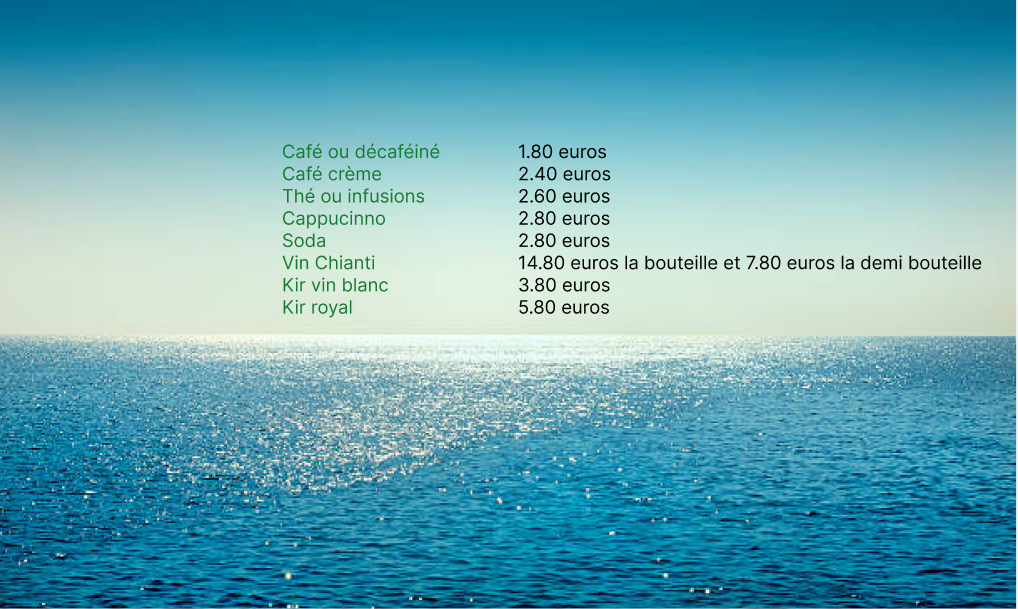 Café ou décaféiné 1.80 euros
Café crème 2.40 euros
Thé ou infusions 2.60 euros
Cappucinno 2.80 euros
Soda 2.80 euros
Vin Chianti 14.80 euros la bouteille et 7.80 euros la demi bouteille
Kir vin blanc 3.80 euros
Kir royal 5.80 euros